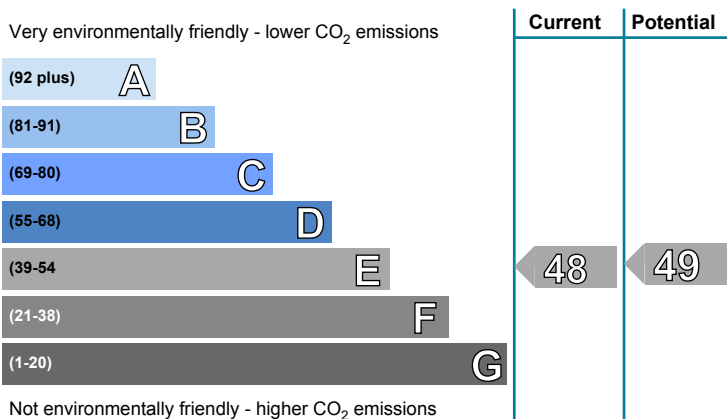 Current Potential
Very environmentally friendly - lower CO2 emissions
(92 plus) A
(81-91) B
(69-80) C
(55-68) D
(39-54 E 48 49
(21-38) F
(1-20) G
Not environmentally friendly - higher CO2 emissions